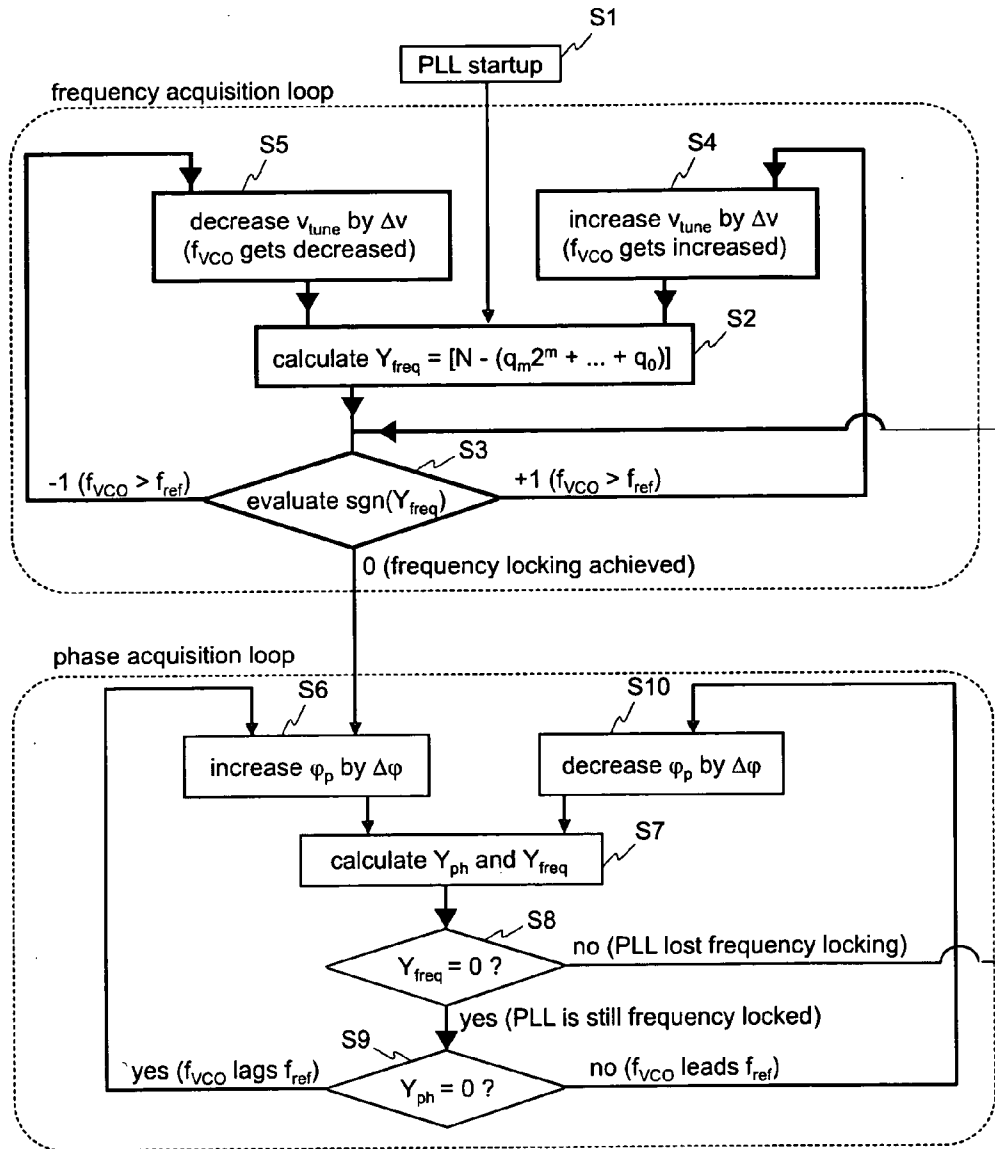 S1
PLL startup
frequency acquisition loop
S5
S4
decrease v_tune by Δv
(f_VCO gets decreased)
increase v_tune by Δv
(f_VCO gets increased)
S2
calculate Y_freq = [N - (q_m 2^m + ... + q_0)]
S3
-1 (f_VCO > f_ref)
+1 (f_VCO > f_ref)
evaluate sgn(Y_freq)
0 (frequency locking achieved)
phase acquisition loop
S6
S10
increase φ_p by Δφ
decrease φ_p by Δφ
S7
calculate Y_ph and Y_freq
S8
Y_freq = 0 ?
no (PLL lost frequency locking)
yes (PLL is still frequency locked)
S9
yes (f_VCO lags f_ref)
no (f_VCO leads f_ref)
Y_ph = 0 ?